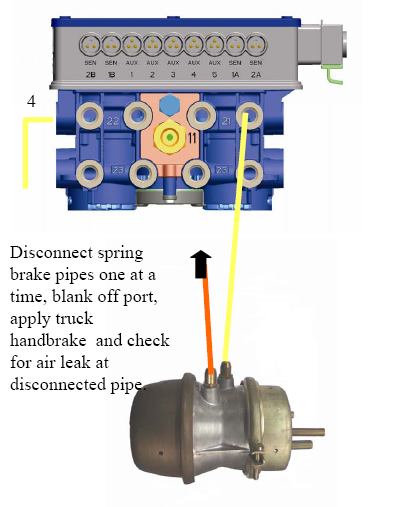 SEN SEN AUX AUX AUX AUX AUX SEN SEN
2B 1B 1 2 3 4 5 1A 2A
4
22 21
11
23 23
Disconnect spring
brake pipes one at a
time, blank off port,
apply truck
handbrake and check
for air leak at
disconnected pipe.